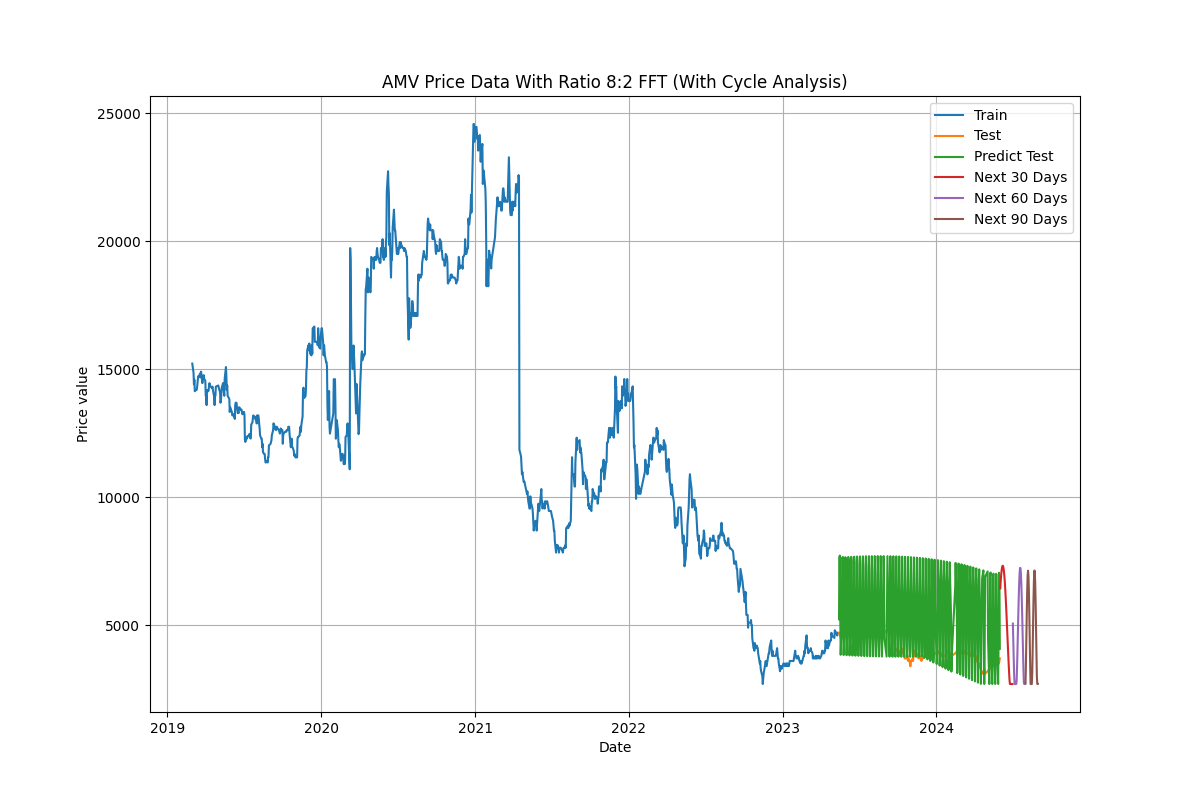 AMV Price Data With Ratio 8:2 FFT (With Cycle Analysis)
25000
20000
15000
10000
5000
Price value
2019
2020
2021
2022
2023
2024
Date
Train
Test
Predict Test
Next 30 Days
Next 60 Days
Next 90 Days